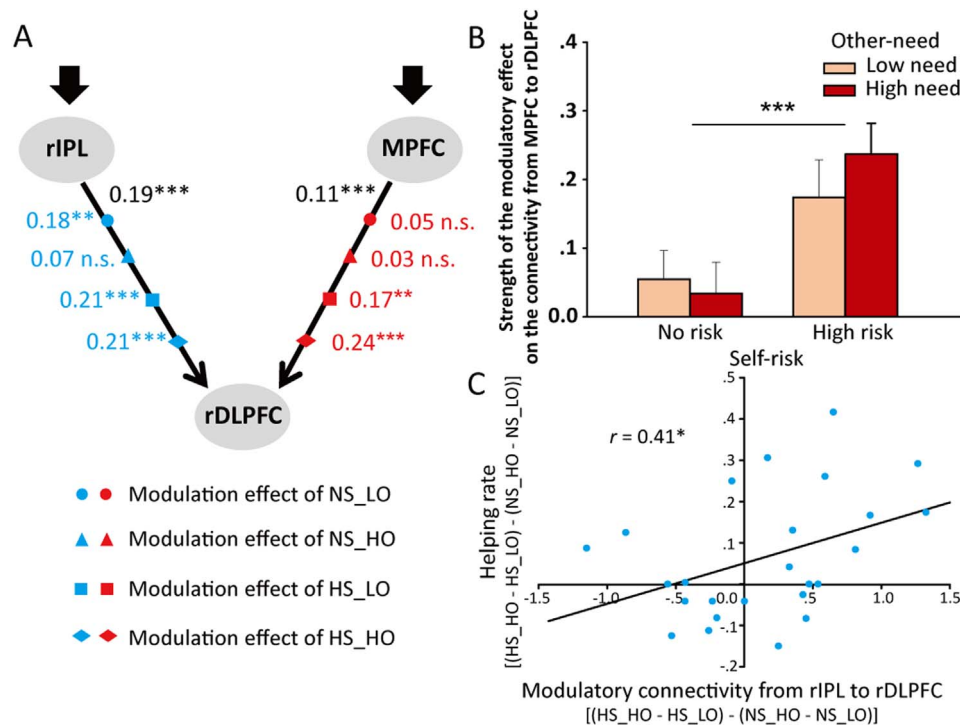 A
rIPL
MPFC
0.19***
0.11***
0.18**
0.05 n.s.
0.07 n.s.
0.03 n.s.
0.21***
0.17**
0.21***
0.24***
rDLPFC
Modulation effect of NS_LO
Modulation effect of NS_HO
Modulation effect of HS_LO
Modulation effect of HS_HO
B
Strength of the modulatory effect
on the connectivity from MPFC to rDLPFC
.4
.3
.2
.1
0.0
Other-need
Low need
High need
***
No risk
High risk
Self-risk
C
Helping rate
[(HS_HO - HS_LO) - (NS_HO - NS_LO)]
.5
.4
.3
.2
.1
0.0
-.1
-.2
r = 0.41*
-1.5
-1.0
-.5
.5
1.0
1.5
Modulatory connectivity from rIPL to rDLPFC
[(HS_HO - HS_LO) - (NS_HO - NS_LO)]